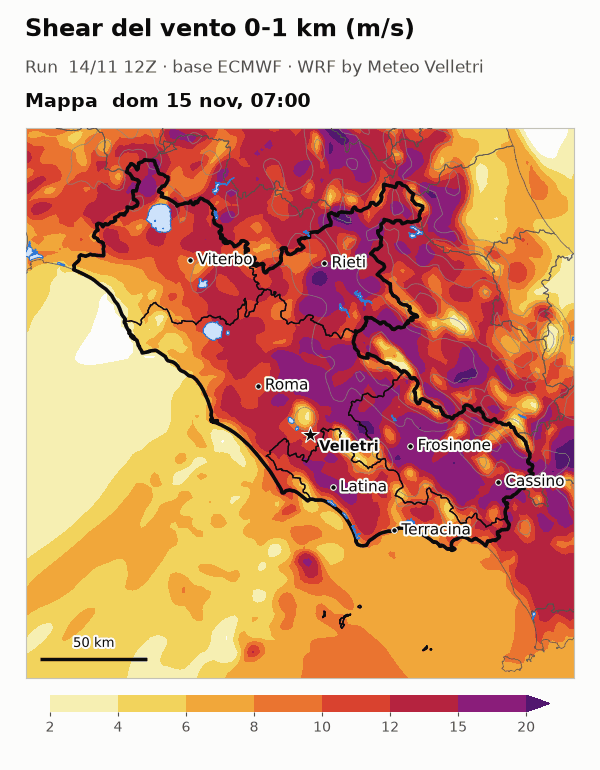 Shear del vento 0-1 km (m/s)
Run  14/11 12Z · base ECMWF · WRF by Meteo Velletri
Mappa  dom 15 nov, 07:00
Viterbo
Rieti
Roma
Velletri
Frosinone
Latina
Cassino
Terracina
50 km
2 4 6 8 10 12 15 20